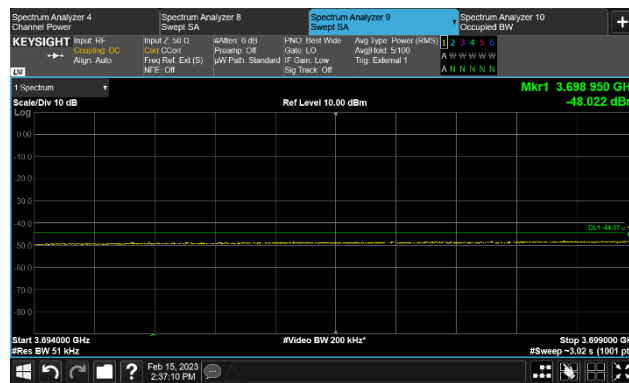 Spectrum Analyzer 4
Channel Power
Spectrum Analyzer 8
Swept SA
Spectrum Analyzer 9
Swept SA
Spectrum Analyzer 10
Occupied BW
+
KEYSIGHT
Input: RF
Coupling: DC
Align: Auto
Input Z: 50 Ω
Corr CCorr
Freq Ref: Ext (S)
NFE: Off
#Atten: 6 dB
Preamp: Off
µW Path: Standard
PNO: Best Wide
Gate: LO
IF Gain: Low
Sig Track: Off
Avg Type: Power (RMS)
Avg|Hold: 5/100
Trig: External 1
1 2 3 4 5 6
A W W W W W
A N N N N N
LXI
1 Spectrum
Scale/Div 10 dB
Ref Level 10.00 dBm
Mkr1 3.698 950 GH
-48.022 dB
Log
0.00
-10.0
-20.0
-30.0
-40.0
-50.0
-60.0
-70.0
-80.0
DL1 -44.07
Start 3.694000 GHz
#Video BW 200 kHz*
Stop 3.699000 G
#Res BW 51 kHz
#Sweep ~3.02 s (1001 pt
?
Feb 15, 2023
2:37:10 PM